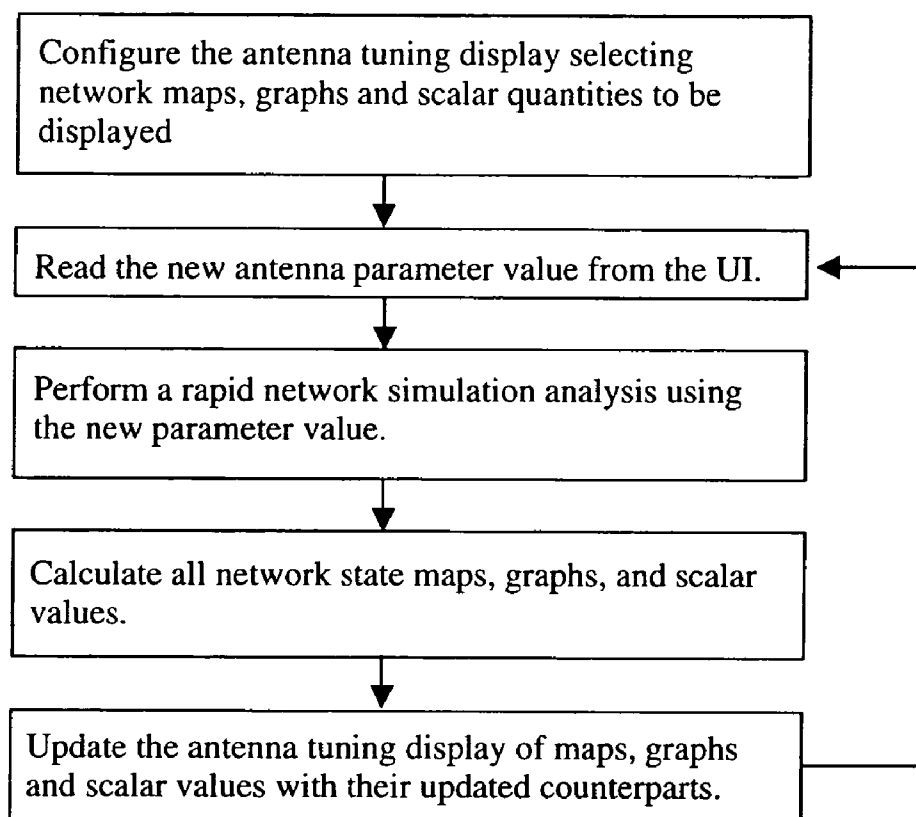 Configure the antenna tuning display selecting
network maps, graphs and scalar quantities to be
displayed
Read the new antenna parameter value from the UI.
Perform a rapid network simulation analysis using
the new parameter value.
Calculate all network state maps, graphs, and scalar
values.
Update the antenna tuning display of maps, graphs
and scalar values with their updated counterparts.